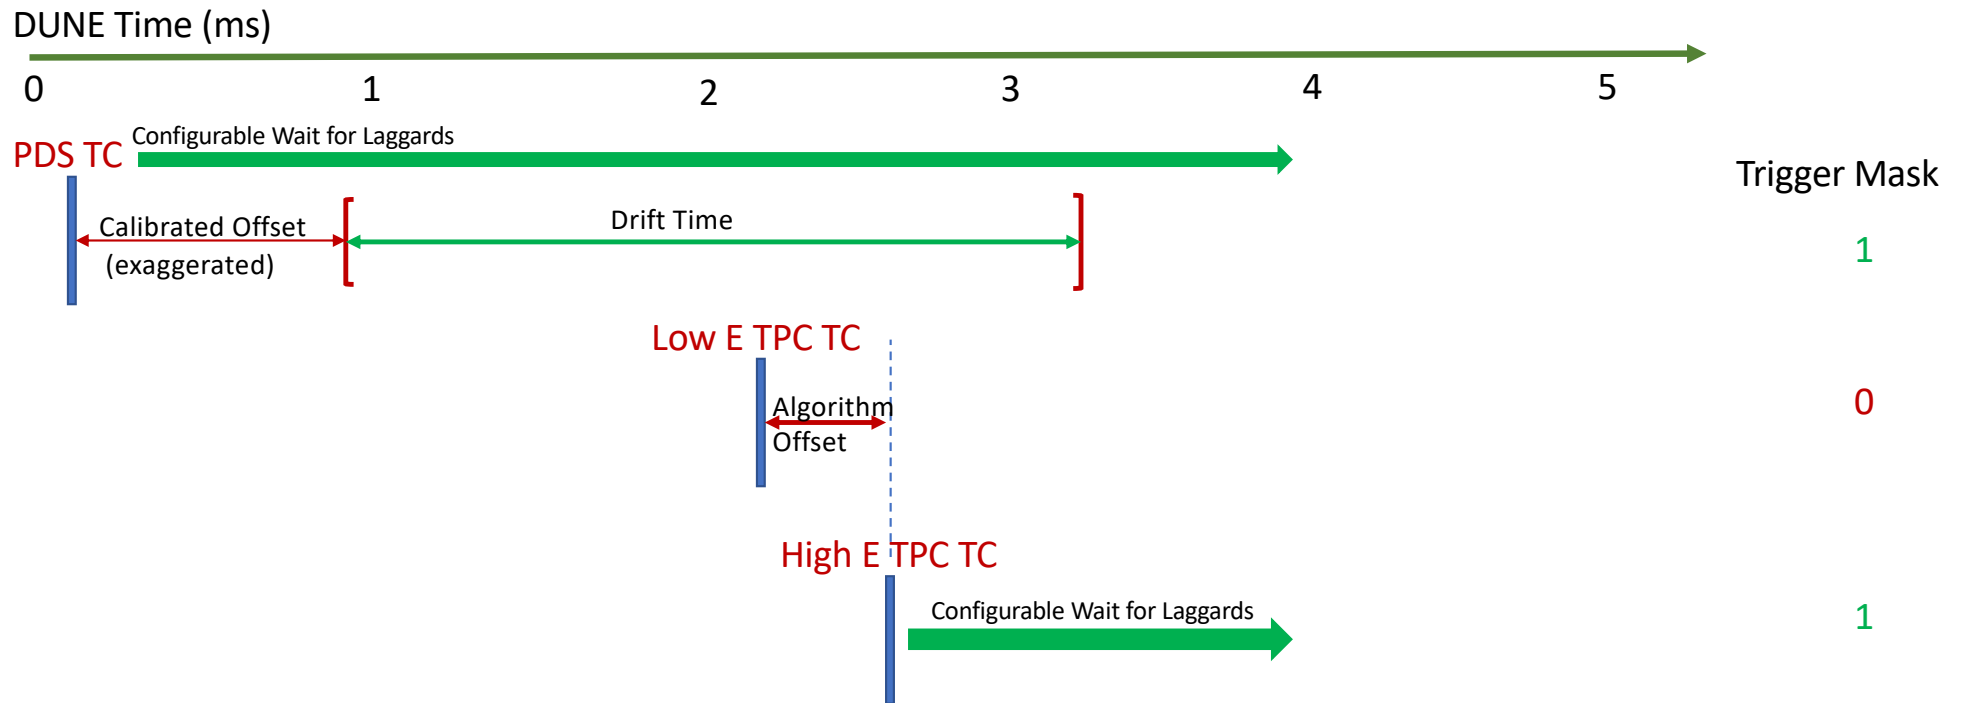 DUNE Time (ms)
0 1 2 3 4 5
Configurable Wait for Laggards
PDS TC
Trigger Mask
Calibrated Offset
(exaggerated)
Drift Time
1
Low E TPC TC
Algorithm
Offset
0
High E TPC TC
Configurable Wait for Laggards
1